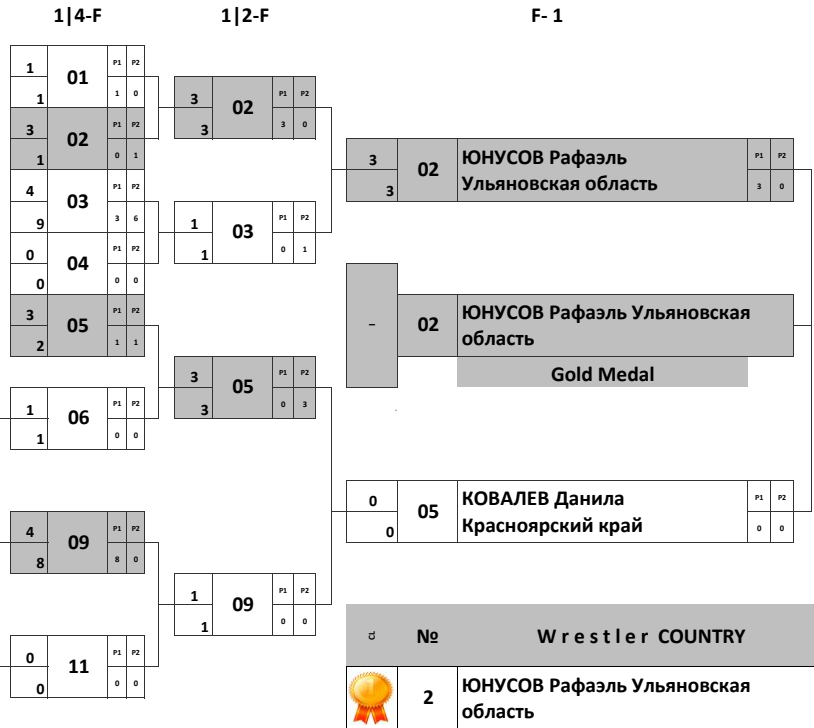 1|4-F 1|2-F F- 1
1 01 P1 P2
1 1 0
3 02 P1 P2
1 0 1
3 02 P1 P2
3 3 0
4 03 P1 P2
9 3 6
0 04 P1 P2
0 0 0
1 03 P1 P2
1 0 1
3 02 ЮНУСОВ Рафаэль P1 P2
3 Ульяновская область 3 0
3 05 P1 P2
2 1 1
1 06 P1 P2
1 0 0
3 05 P1 P2
3 0 3
– 02 ЮНУСОВ Рафаэль Ульяновская
область
Gold Medal
4 09 P1 P2
8 8 0
0 11 P1 P2
0 0 0
1 09 P1 P2
1 0 0
0 05 КОВАЛЕВ Данила P1 P2
0 Красноярский край 0 0
№ W r e s t l e r COUNTRY
2 ЮНУСОВ Рафаэль Ульяновская
область